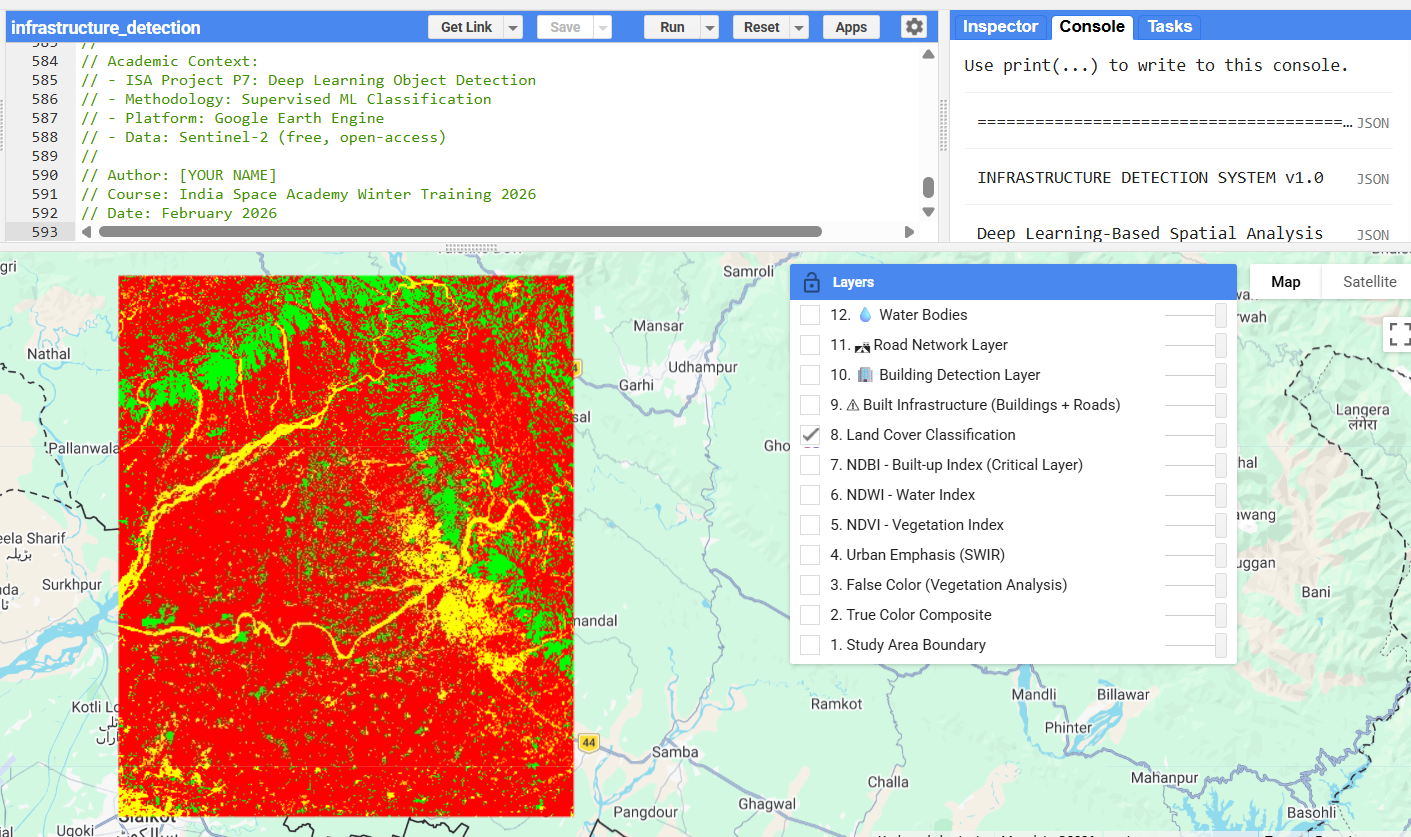 infrastructure_detection
Get Link
Save
Run
Reset
Apps
584 // Academic Context:
585 // - ISA Project P7: Deep Learning Object Detection
586 // - Methodology: Supervised ML Classification
587 // - Platform: Google Earth Engine
588 // - Data: Sentinel-2 (free, open-access)
589 //
590 // Author: [YOUR NAME]
591 // Course: India Space Academy Winter Training 2026
592 // Date: February 2026
593
Inspector
Console
Tasks
Use print(...) to write to this console.
======================================… JSON
INFRASTRUCTURE DETECTION SYSTEM v1.0 JSON
Deep Learning-Based Spatial Analysis JSON
Layers
12. 💧 Water Bodies
11. Road Network Layer
10. 🏢 Building Detection Layer
9. ⚠ Built Infrastructure (Buildings + Roads)
8. Land Cover Classification
7. NDBI - Built-up Index (Critical Layer)
6. NDWI - Water Index
5. NDVI - Vegetation Index
4. Urban Emphasis (SWIR)
3. False Color (Vegetation Analysis)
2. True Color Composite
1. Study Area Boundary
Map
Satellite
Samroli
Mansar
Nathal
Udhampur
Garhi
Pallanwala
Langera
लंगेरा
Surkhpur
Bani
Ramkot
Mandli
Billawar
Phinter
44
Samba
Challa
Mahanpur
Ghagwal
Pangdour
Basohli
Sialkot
Ugoki